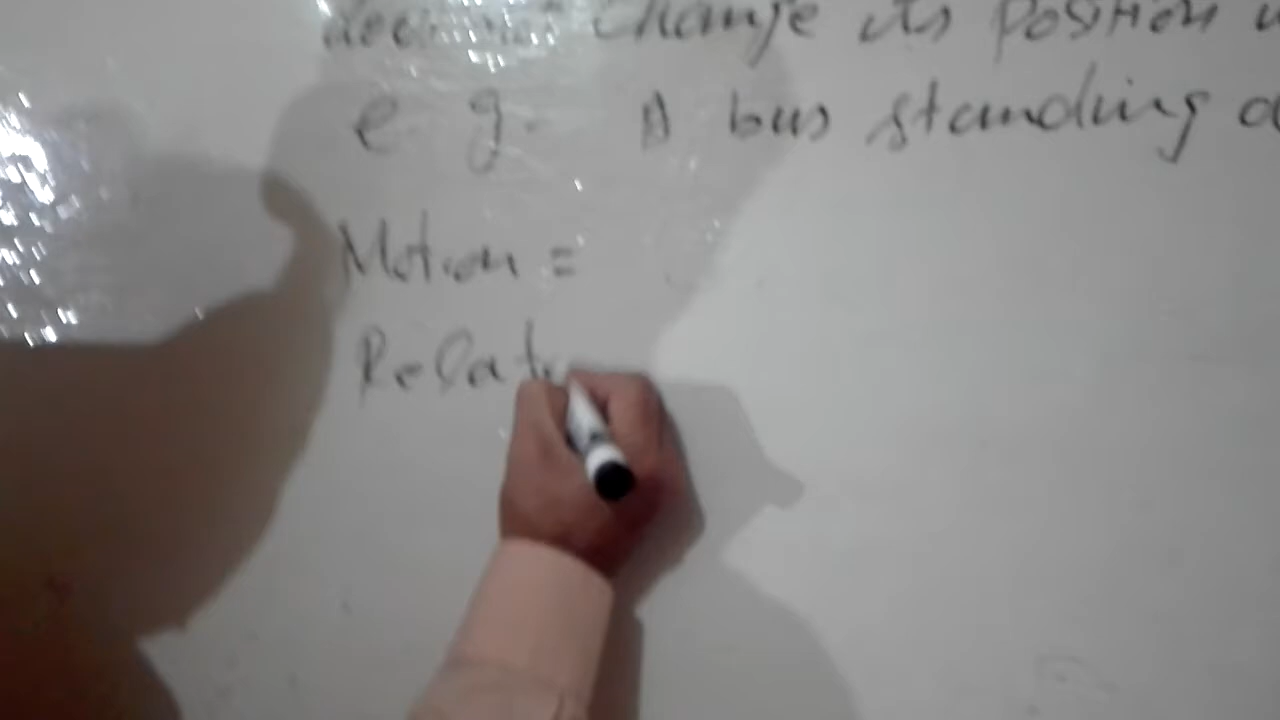 change its position
e. g. A bus standing
Motion =
Relat